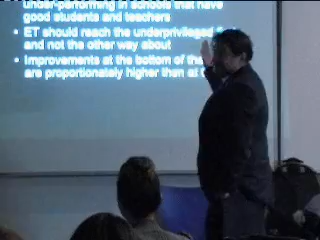 under-performing in schools that have
good students and teachers
• ET should reach the underprivileged
and not the other way about
• Improvements at the bottom of the
are proportionately higher than at